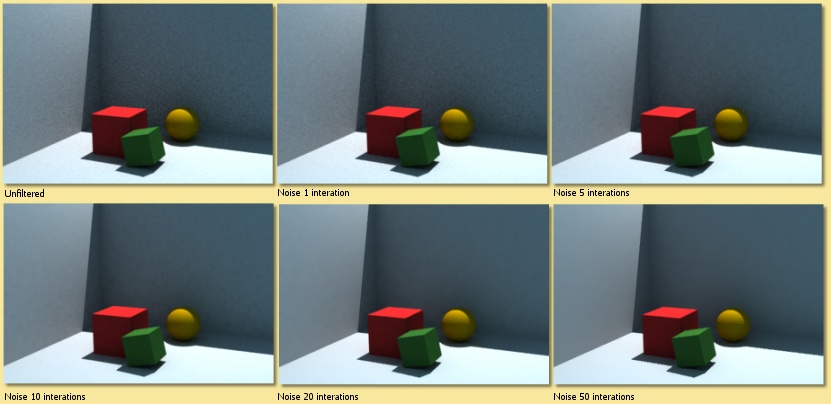 Unfiltered
Noise 1 interation
Noise 5 interations
Noise 10 interations
Noise 20 interations
Noise 50 interations